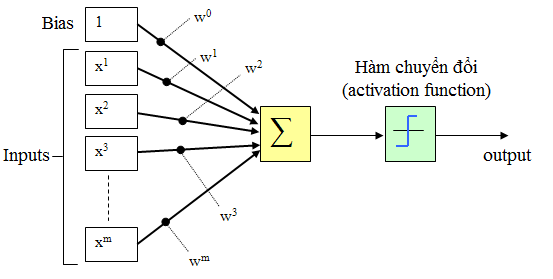 Bias 1
w⁰
x¹
w¹
x²
w²
Hàm chuyển đổi
(activation function)
Inputs
x³
∑
output
w³
xᵐ
wᵐ